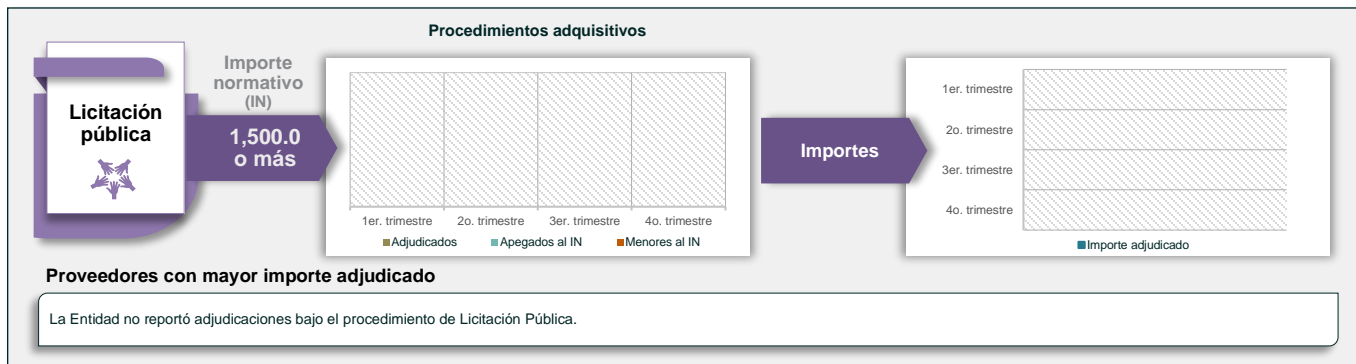 Procedimientos adquisitivos
Licitación
pública
Importe
normativo
(IN)
1,500.0
o más
1er. trimestre 2o. trimestre 3er. trimestre 4o. trimestre
Adjudicados Apegados al IN Menores al IN
Importes
1er. trimestre
2o. trimestre
3er. trimestre
4o. trimestre
Importe adjudicado
Proveedores con mayor importe adjudicado
La Entidad no reportó adjudicaciones bajo el procedimiento de Licitación Pública.